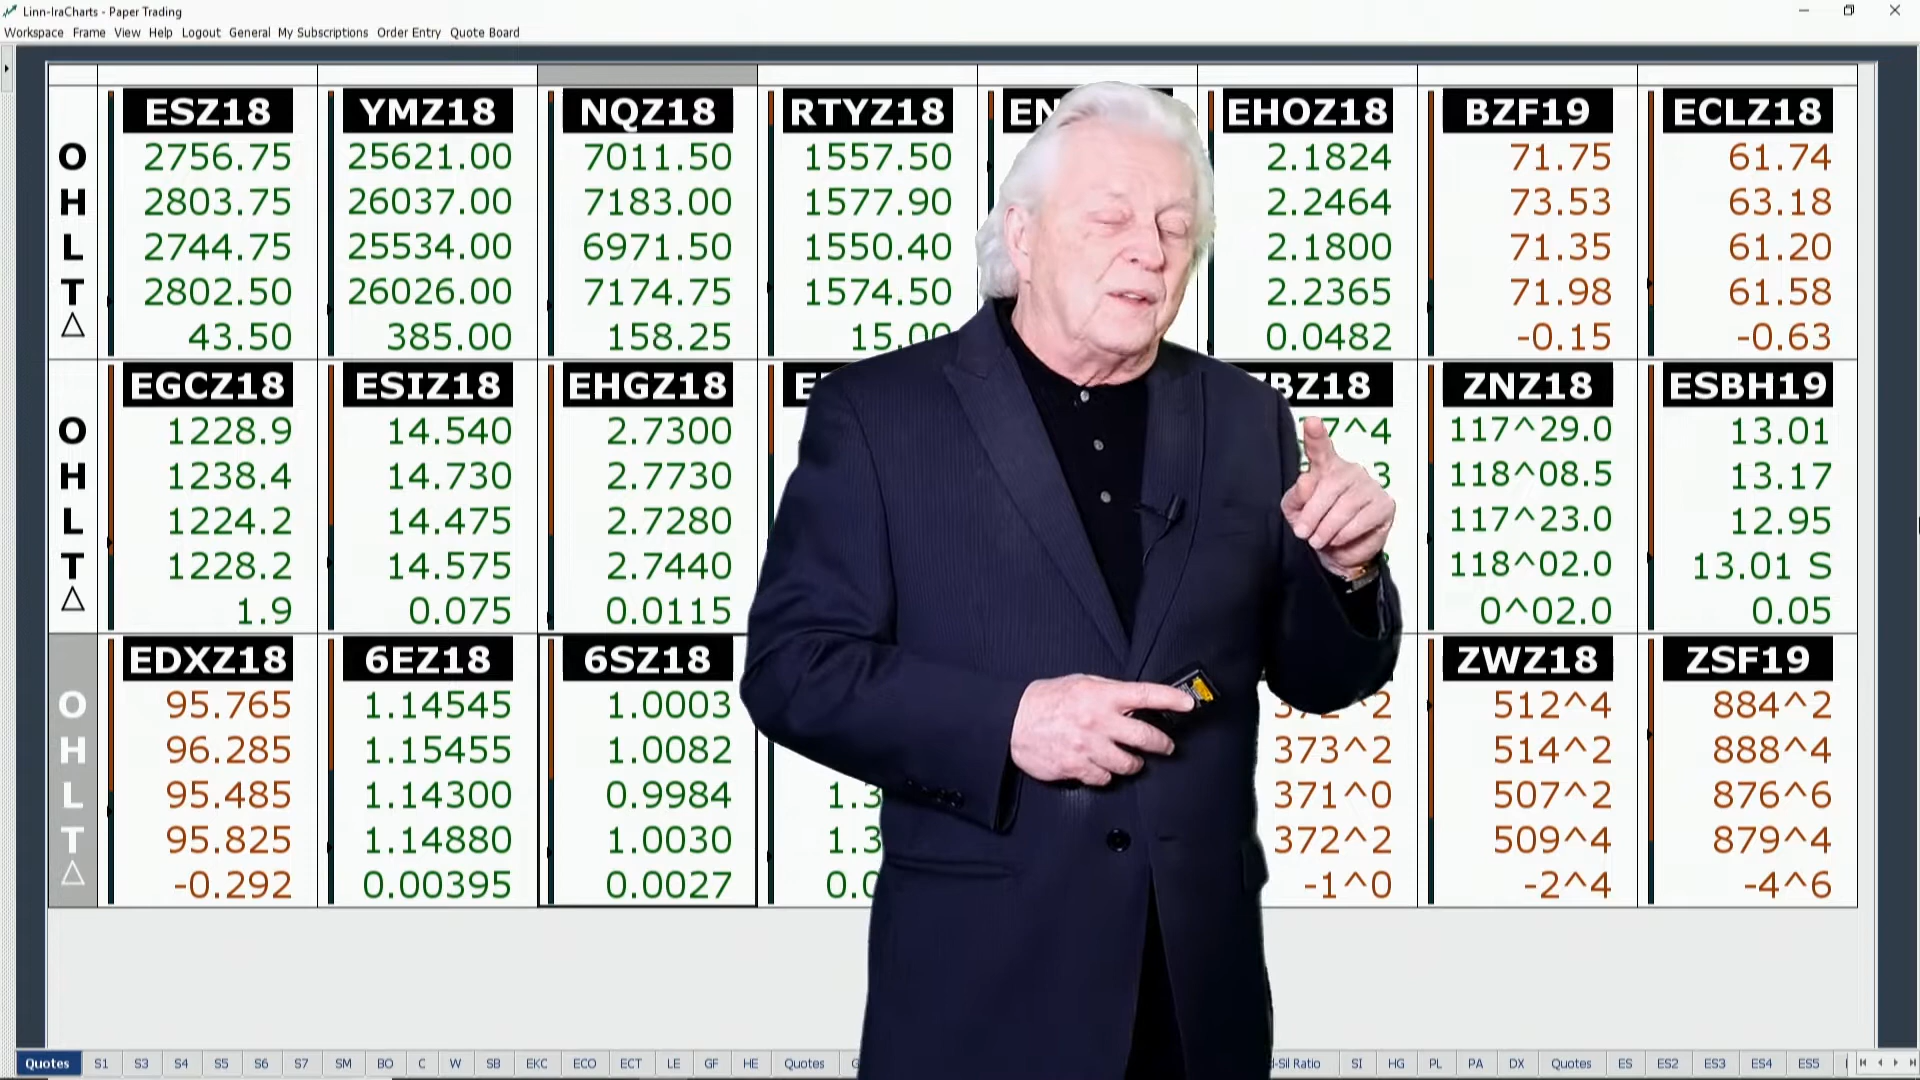 Linn-IraCharts - Paper Trading
Workspace Frame View Help Logout General My Subscriptions Order Entry Quote Board
ESZ18 YMZ18 NQZ18 RTYZ18 EHOZ18 BZF19 ECLZ18
O 2756.75 25621.00 7011.50 1557.50 2.1824 71.75 61.74
H 2803.75 26037.00 7183.00 1577.90 2.2464 73.53 63.18
L 2744.75 25534.00 6971.50 1550.40 2.1800 71.35 61.20
T 2802.50 26026.00 7174.75 1574.50 2.2365 71.98 61.58
△ 43.50 385.00 158.25 15.00 0.0482 -0.15 -0.63
EGCZ18 ESIZ18 EHGZ18 ZNZ18 ESBH19
O 1228.9 14.540 2.7300 117^29.0 13.01
H 1238.4 14.730 2.7730 118^08.5 13.17
L 1224.2 14.475 2.7280 117^23.0 12.95
T 1228.2 14.575 2.7440 118^02.0 13.01 S
△ 1.9 0.075 0.0115 0^02.0 0.05
EDXZ18 6EZ18 6SZ18 ZWZ18 ZSF19
O 95.765 1.14545 1.0003 512^4 884^2
H 96.285 1.15455 1.0082 373^2 514^2 888^4
L 95.485 1.14300 0.9984 371^0 507^2 876^6
T 95.825 1.14880 1.0030 372^2 509^4 879^4
△ -0.292 0.00395 0.0027 -1^0 -2^4 -4^6
Quotes S1 S3 S4 S5 S6 S7 SM BO C W SB EKC ECO ECT LE GF HE Quotes Ratio SI HG PL PA DX Quotes ES ES2 ES3 ES4 ES5